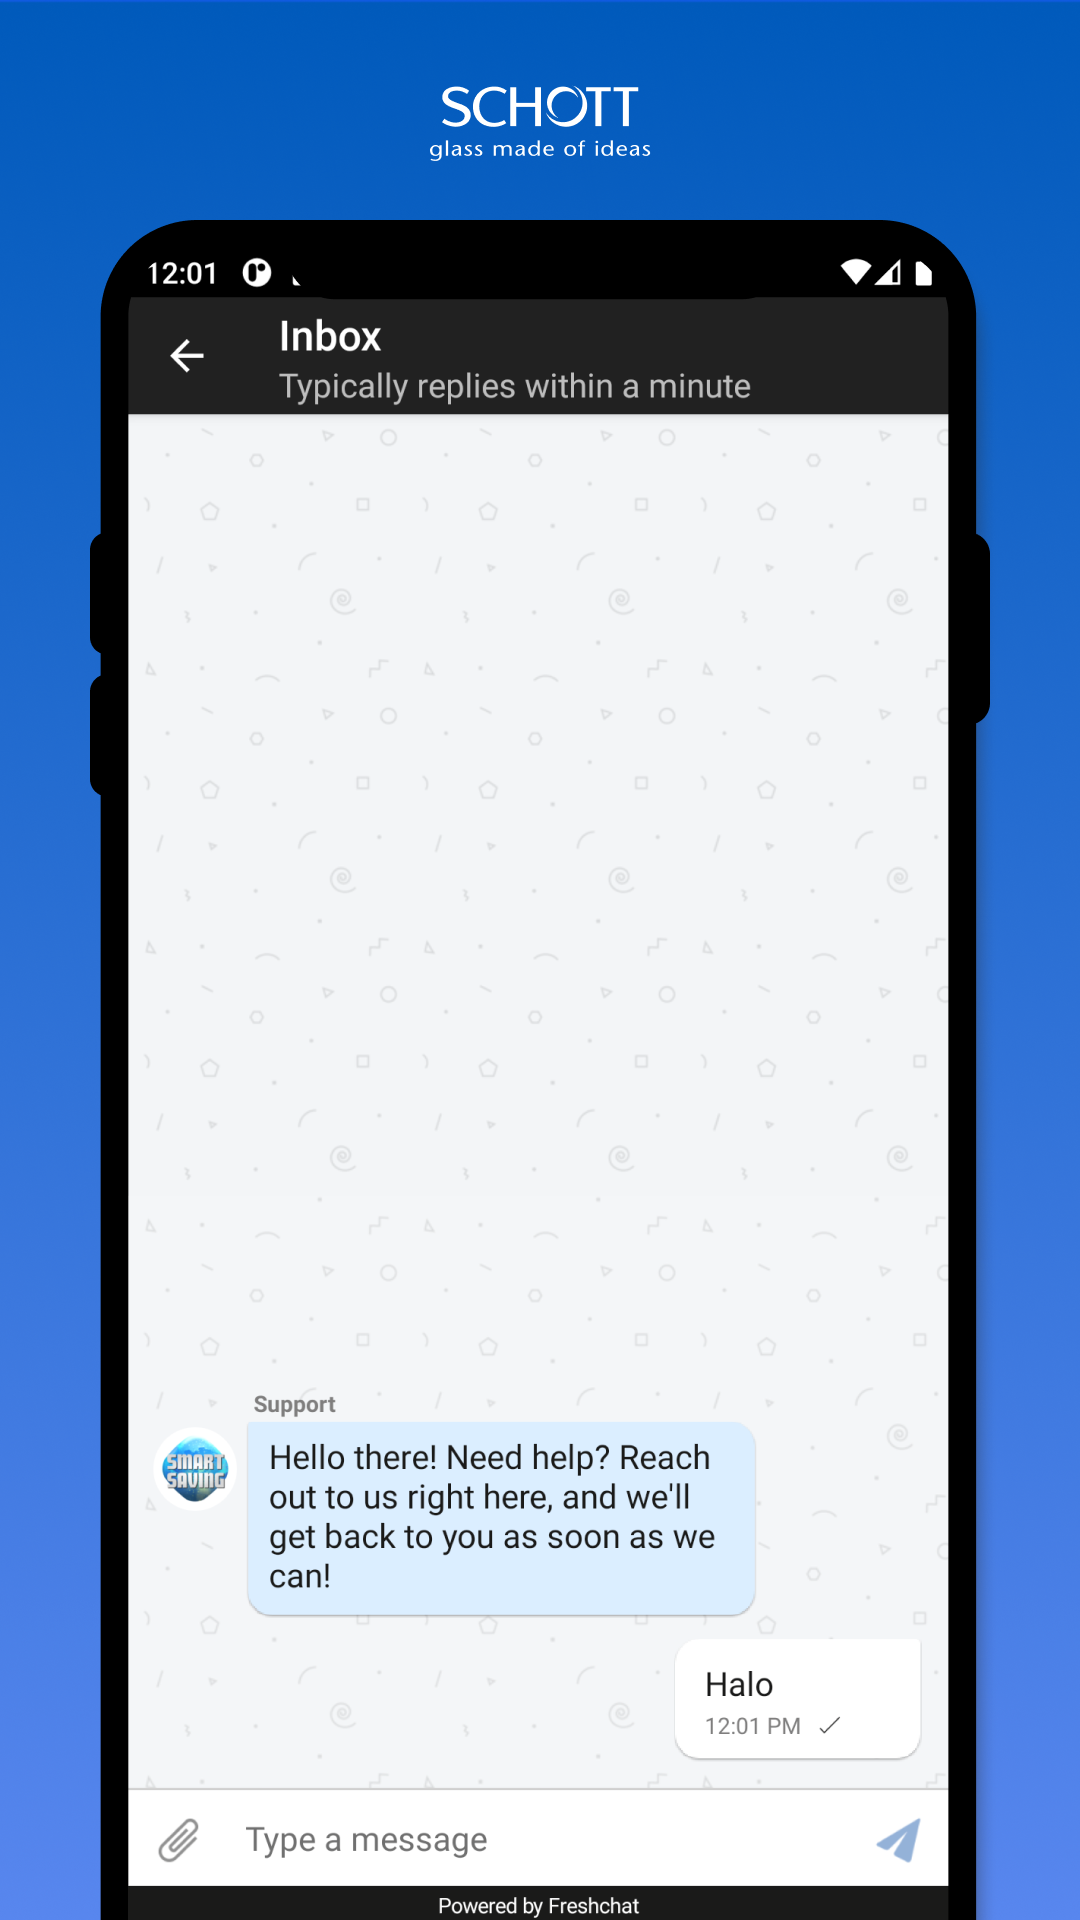 SCHOTT
glass made of ideas
12:01
Inbox
Typically replies within a minute
Support
SMART
SAVING
Hello there! Need help? Reach
out to us right here, and we'll
get back to you as soon as we
can!
Halo
12:01 PM
Type a message
Powered by Freshchat